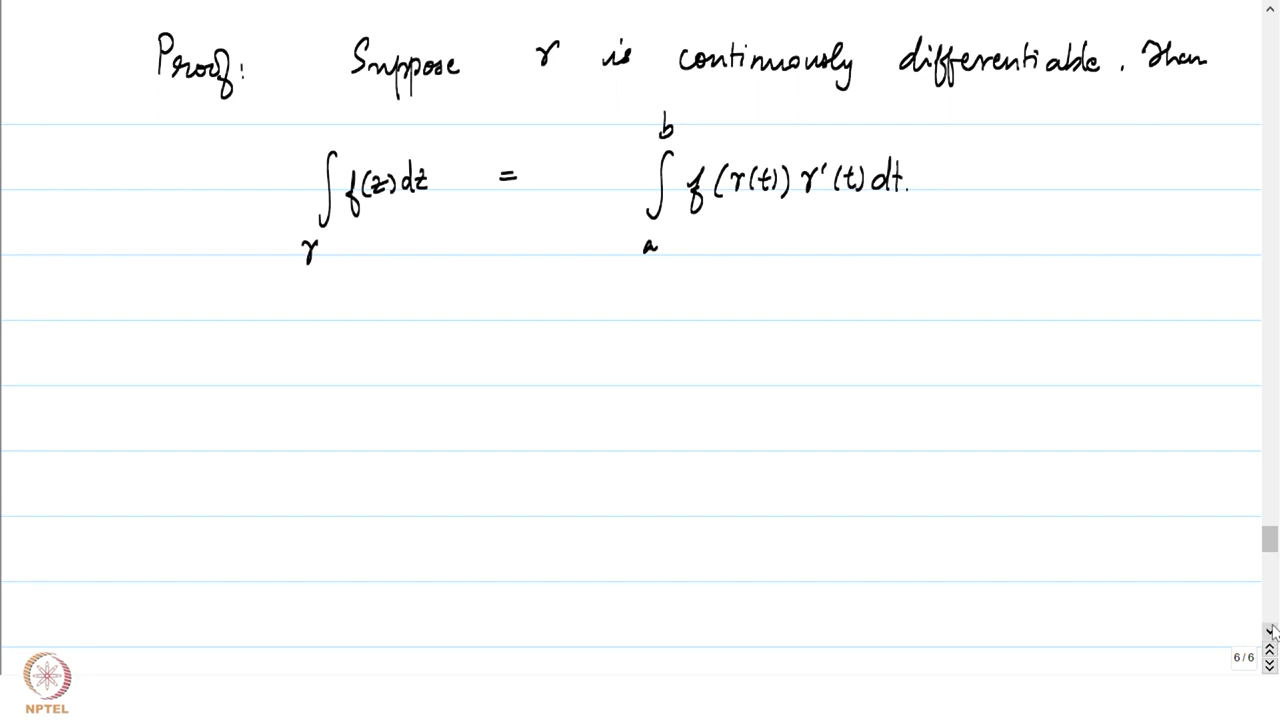 Proof: Suppose γ is continuously differentiable. Then
∫_γ f(z) dz = ∫_a^b f(γ(t)) γ'(t) dt.
6 / 6
NPTEL